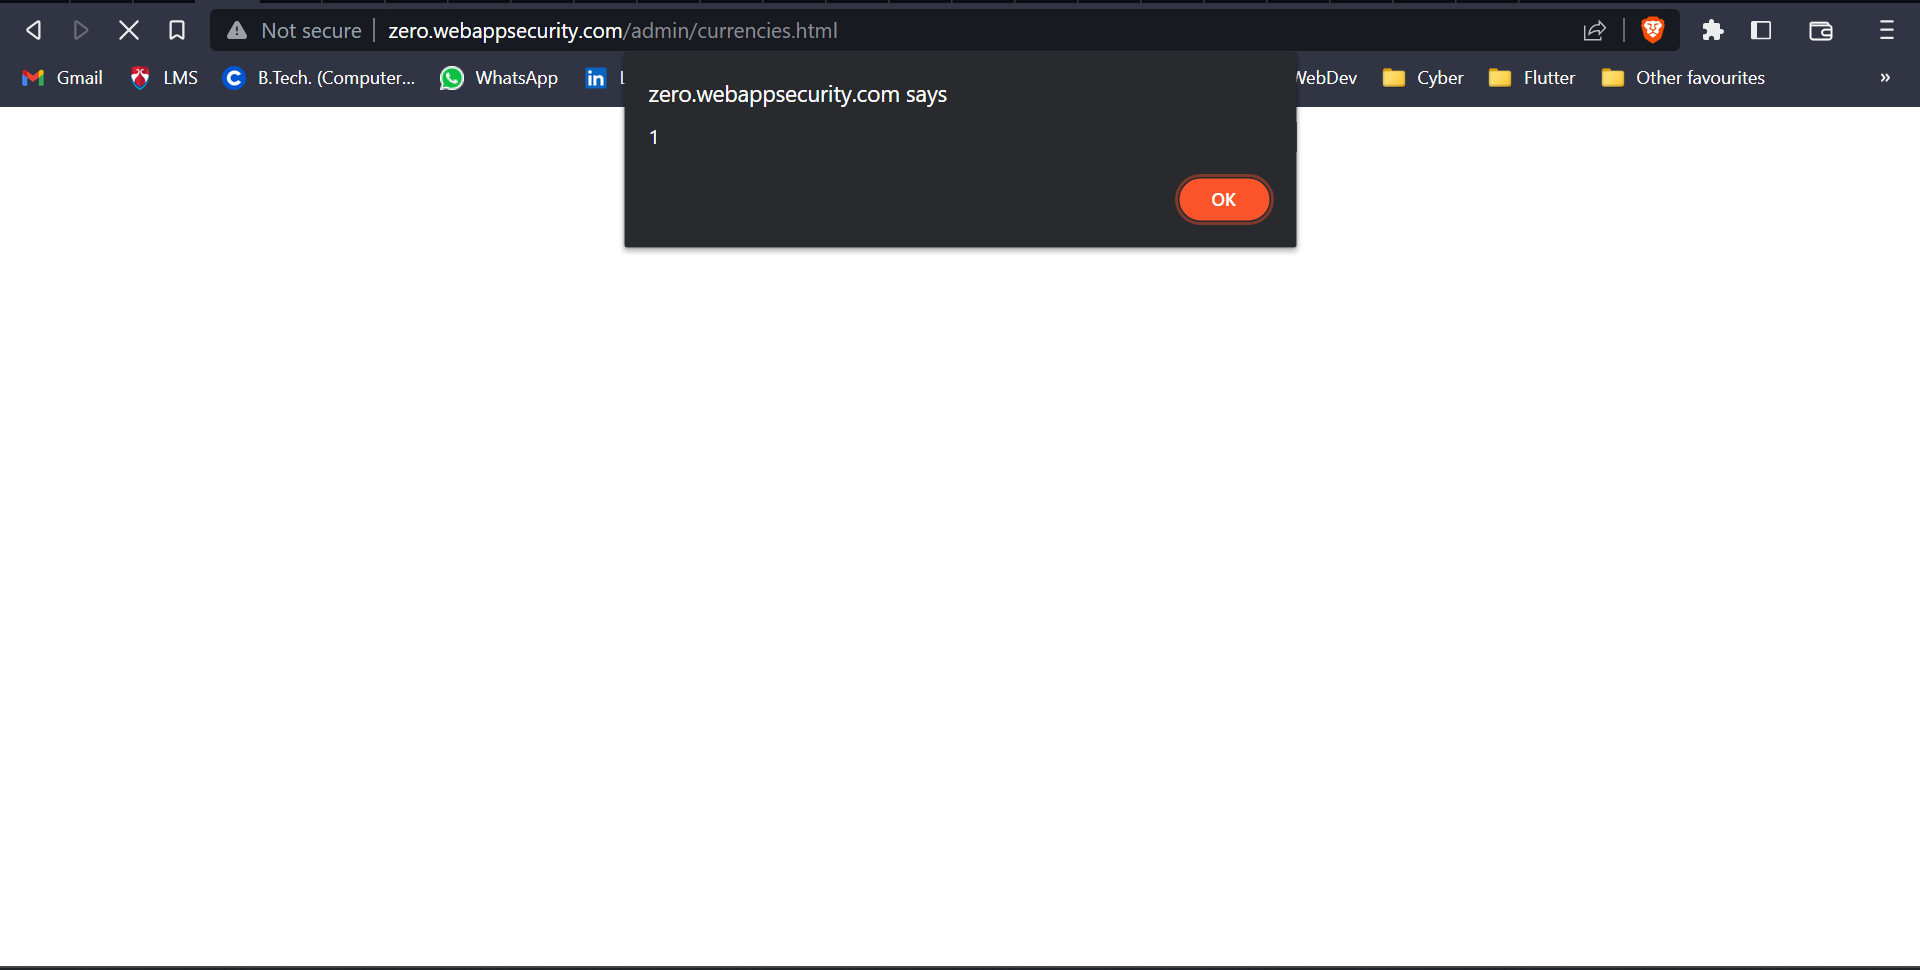 Not secure zero.webappsecurity.com/admin/currencies.html
Gmail LMS B.Tech. (Computer... WhatsApp WebDev Cyber Flutter Other favourites »
zero.webappsecurity.com says
1
OK